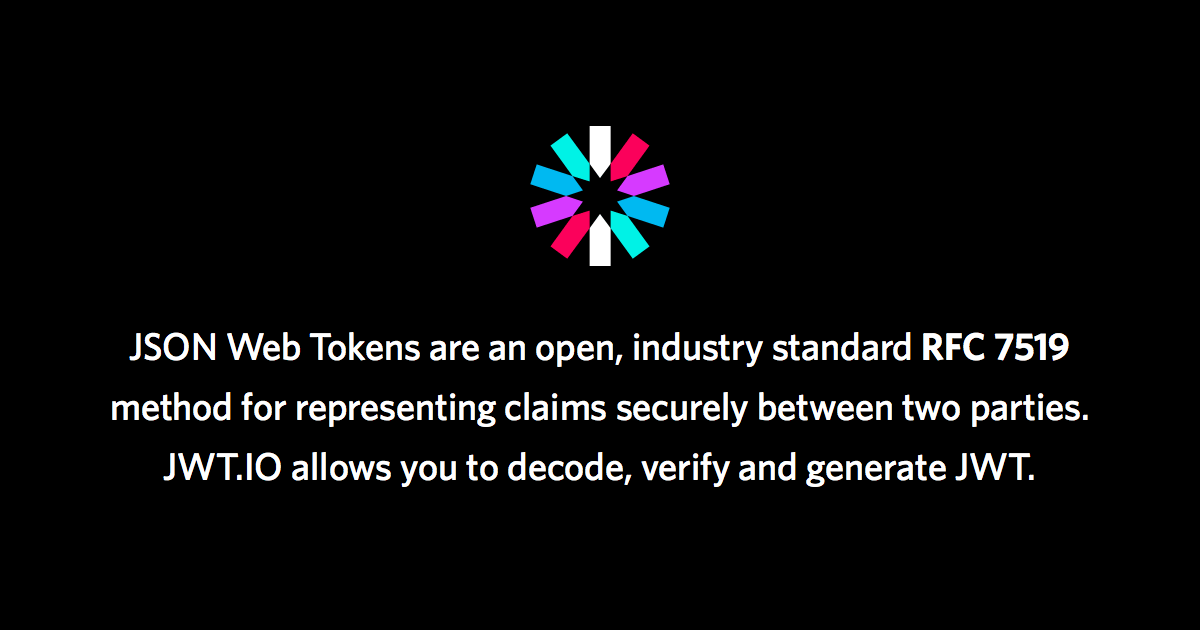 JSON Web Tokens are an open, industry standard RFC 7519
method for representing claims securely between two parties.
JWT.IO allows you to decode, verify and generate JWT.